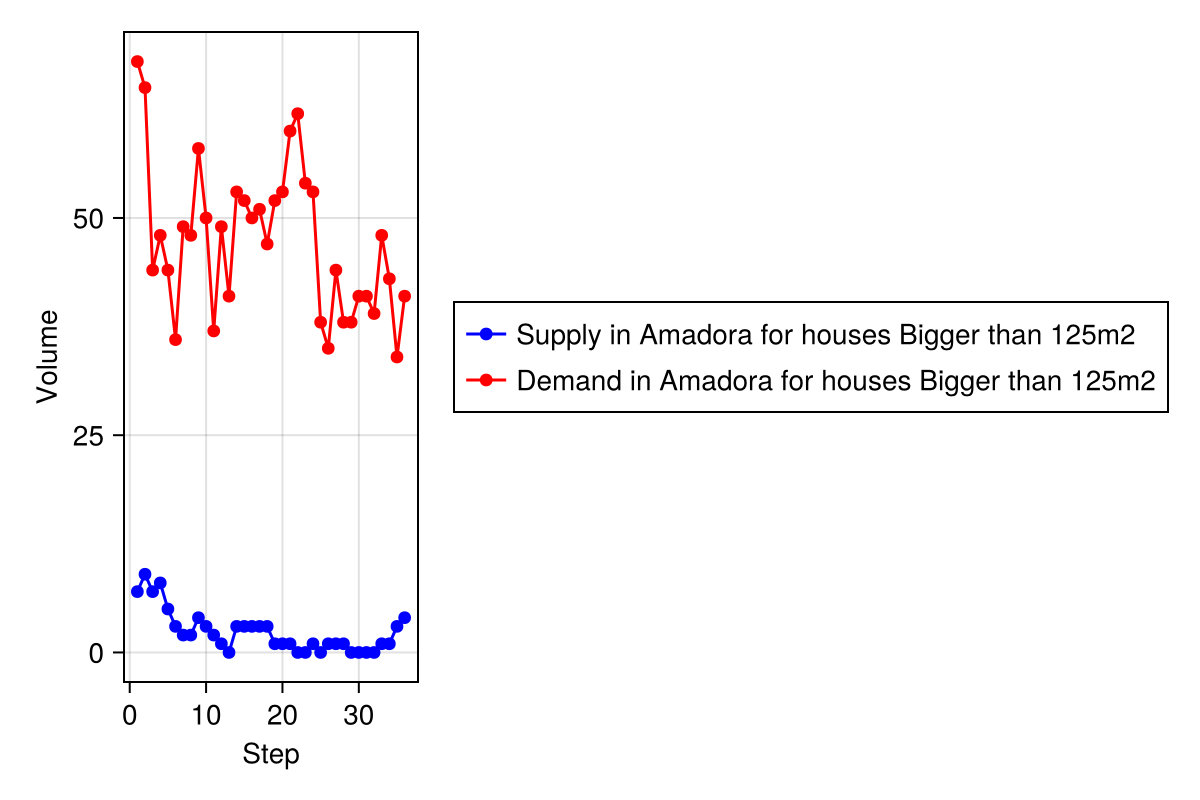 Volume
50
25
0
0 10 20 30
Step
Supply in Amadora for houses Bigger than 125m2
Demand in Amadora for houses Bigger than 125m2